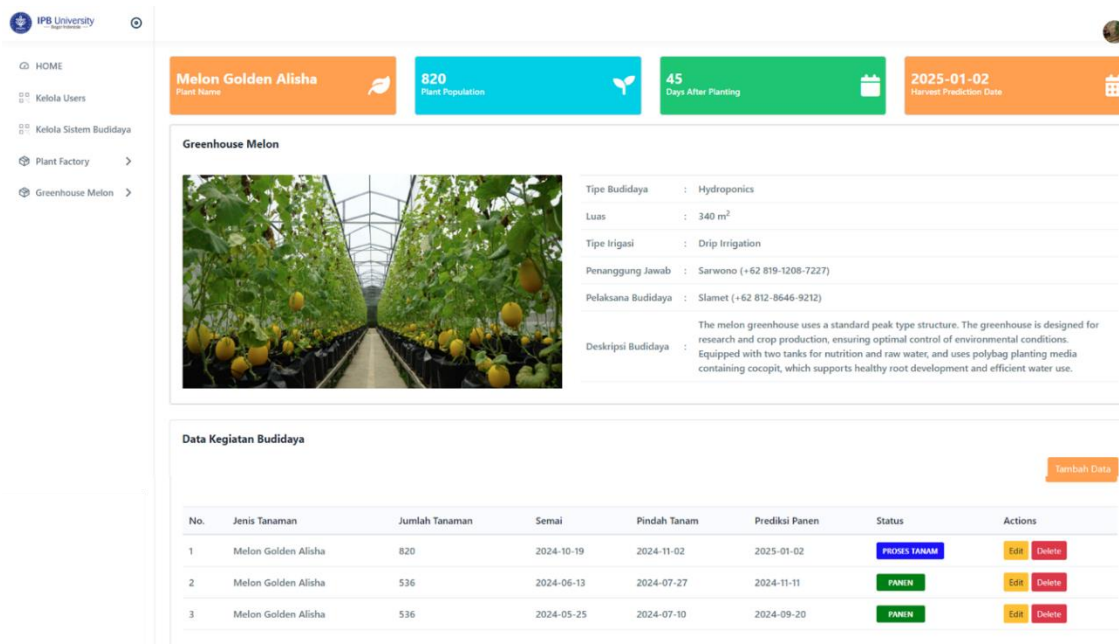 IPB University
Bogor Indonesia
HOME
Kelola Users
Kelola Sistem Budidaya
Plant Factory
Greenhouse Melon
Melon Golden Alisha
Plant Name
820
Plant Population
45
Days After Planting
2025-01-02
Harvest Prediction Date
Greenhouse Melon
Tipe Budidaya : Hydroponics
Luas : 340 m²
Tipe Irigasi : Drip Irrigation
Penanggung Jawab : Sarwono (+62 819-1208-7227)
Pelaksana Budidaya : Slamet (+62 812-8646-9212)
Deskripsi Budidaya :
The melon greenhouse uses a standard peak type structure. The greenhouse is designed for
research and crop production, ensuring optimal control of environmental conditions.
Equipped with two tanks for nutrition and raw water, and uses polybag planting media
containing cocopit, which supports healthy root development and efficient water use.
Data Kegiatan Budidaya
Tambah Data
No. Jenis Tanaman Jumlah Tanaman Semai Pindah Tanam Prediksi Panen Status Actions
1 Melon Golden Alisha 820 2024-10-19 2024-11-02 2025-01-02 PROSES TANAM Edit Delete
2 Melon Golden Alisha 536 2024-06-13 2024-07-27 2024-11-11 PANEN Edit Delete
3 Melon Golden Alisha 536 2024-05-25 2024-07-10 2024-09-20 PANEN Edit Delete